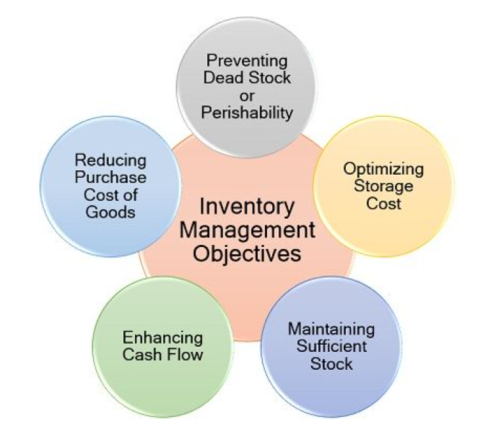 Preventing
Dead Stock
or
Perishability
Optimizing
Storage
Cost
Maintaining
Sufficient
Stock
Enhancing
Cash Flow
Reducing
Purchase
Cost of
Goods
Inventory
Management
Objectives